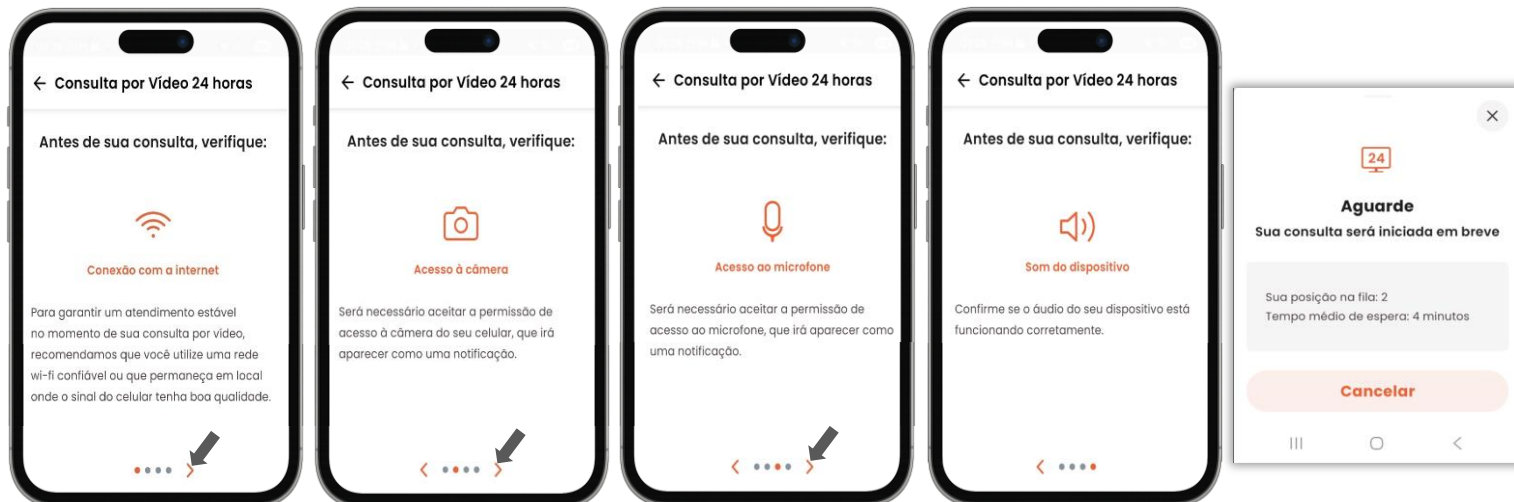 Consulta por Vídeo 24 horas
Antes de sua consulta, verifique:
Conexão com a internet
Para garantir um atendimento estável
no momento de sua consulta por video,
recomendamos que você utilize uma rede
wi-fi confiável ou que permaneça em local
onde o sinal do celular tenha boa qualidade.
Consulta por Vídeo 24 horas
Antes de sua consulta, verifique:
Acesso à câmera
Será necessário aceitar a permissão de
acesso à câmera do seu celular, que irá
aparecer como uma notificação.
Consulta por Vídeo 24 horas
Antes de sua consulta, verifique:
Acesso ao microfone
Será necessário aceitar a permissão de
acesso ao microfone, que irá aparecer como
uma notificação.
Consulta por Vídeo 24 horas
Antes de sua consulta, verifique:
Som do dispositivo
Confirme se o áudio do seu dispositivo está
funcionando corretamente.
24
Aguarde
Sua consulta será iniciada em breve
Sua posição na fila: 2
Tempo médio de espera: 4 minutos
Cancelar